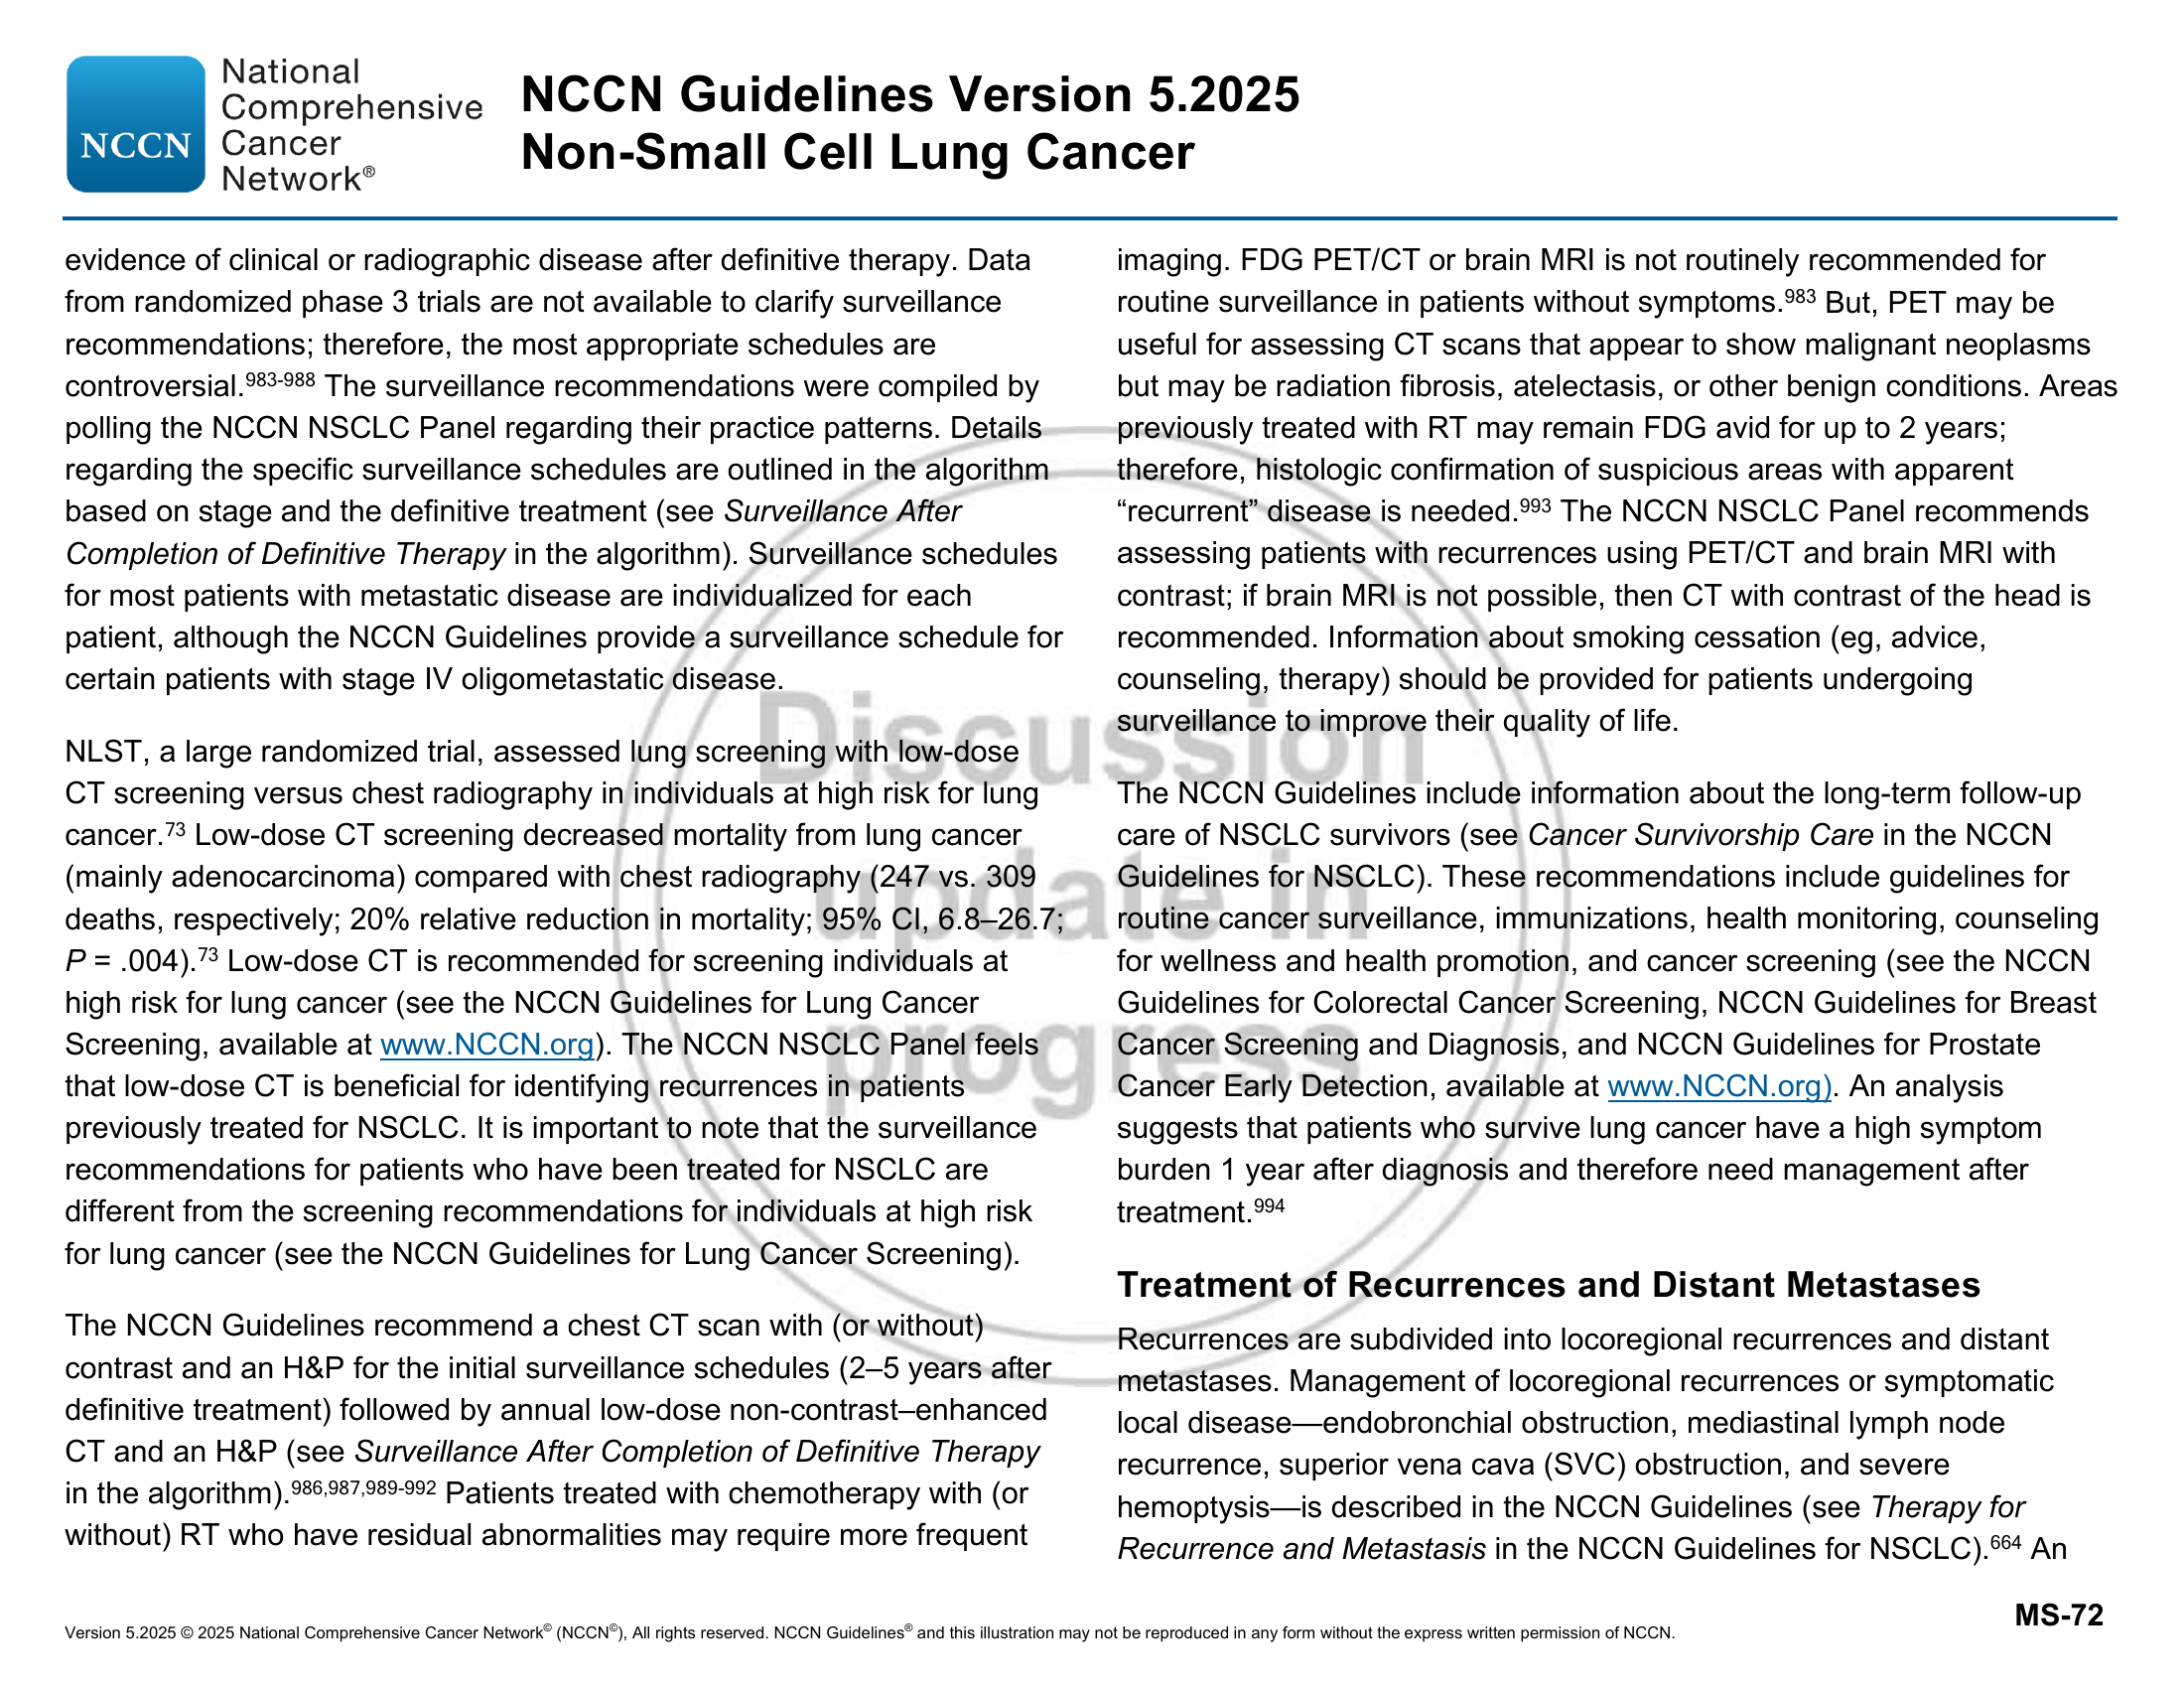 NCCN
National
Comprehensive
Cancer
Network®
NCCN Guidelines Version 5.2025
Non-Small Cell Lung Cancer
evidence of clinical or radiographic disease after definitive therapy. Data
from randomized phase 3 trials are not available to clarify surveillance
recommendations; therefore, the most appropriate schedules are
controversial.983-988 The surveillance recommendations were compiled by
polling the NCCN NSCLC Panel regarding their practice patterns. Details
regarding the specific surveillance schedules are outlined in the algorithm
based on stage and the definitive treatment (see Surveillance After
Completion of Definitive Therapy in the algorithm). Surveillance schedules
for most patients with metastatic disease are individualized for each
patient, although the NCCN Guidelines provide a surveillance schedule for
certain patients with stage IV oligometastatic disease.
NLST, a large randomized trial, assessed lung screening with low-dose
CT screening versus chest radiography in individuals at high risk for lung
cancer.73 Low-dose CT screening decreased mortality from lung cancer
(mainly adenocarcinoma) compared with chest radiography (247 vs. 309
deaths, respectively; 20% relative reduction in mortality; 95% CI, 6.8–26.7;
P = .004).73 Low-dose CT is recommended for screening individuals at
high risk for lung cancer (see the NCCN Guidelines for Lung Cancer
Screening, available at www.NCCN.org). The NCCN NSCLC Panel feels
that low-dose CT is beneficial for identifying recurrences in patients
previously treated for NSCLC. It is important to note that the surveillance
recommendations for patients who have been treated for NSCLC are
different from the screening recommendations for individuals at high risk
for lung cancer (see the NCCN Guidelines for Lung Cancer Screening).
The NCCN Guidelines recommend a chest CT scan with (or without)
contrast and an H&P for the initial surveillance schedules (2–5 years after
definitive treatment) followed by annual low-dose non-contrast–enhanced
CT and an H&P (see Surveillance After Completion of Definitive Therapy
in the algorithm).986,987,989-992 Patients treated with chemotherapy with (or
without) RT who have residual abnormalities may require more frequent
imaging. FDG PET/CT or brain MRI is not routinely recommended for
routine surveillance in patients without symptoms.983 But, PET may be
useful for assessing CT scans that appear to show malignant neoplasms
but may be radiation fibrosis, atelectasis, or other benign conditions. Areas
previously treated with RT may remain FDG avid for up to 2 years;
therefore, histologic confirmation of suspicious areas with apparent
“recurrent” disease is needed.993 The NCCN NSCLC Panel recommends
assessing patients with recurrences using PET/CT and brain MRI with
contrast; if brain MRI is not possible, then CT with contrast of the head is
recommended. Information about smoking cessation (eg, advice,
counseling, therapy) should be provided for patients undergoing
surveillance to improve their quality of life.
The NCCN Guidelines include information about the long-term follow-up
care of NSCLC survivors (see Cancer Survivorship Care in the NCCN
Guidelines for NSCLC). These recommendations include guidelines for
routine cancer surveillance, immunizations, health monitoring, counseling
for wellness and health promotion, and cancer screening (see the NCCN
Guidelines for Colorectal Cancer Screening, NCCN Guidelines for Breast
Cancer Screening and Diagnosis, and NCCN Guidelines for Prostate
Cancer Early Detection, available at www.NCCN.org). An analysis
suggests that patients who survive lung cancer have a high symptom
burden 1 year after diagnosis and therefore need management after
treatment.994
Treatment of Recurrences and Distant Metastases
Recurrences are subdivided into locoregional recurrences and distant
metastases. Management of locoregional recurrences or symptomatic
local disease—endobronchial obstruction, mediastinal lymph node
recurrence, superior vena cava (SVC) obstruction, and severe
hemoptysis—is described in the NCCN Guidelines (see Therapy for
Recurrence and Metastasis in the NCCN Guidelines for NSCLC).664 An
Discussion
update in
progress
MS-72
Version 5.2025 © 2025 National Comprehensive Cancer Network© (NCCN©), All rights reserved. NCCN Guidelines® and this illustration may not be reproduced in any form without the express written permission of NCCN.